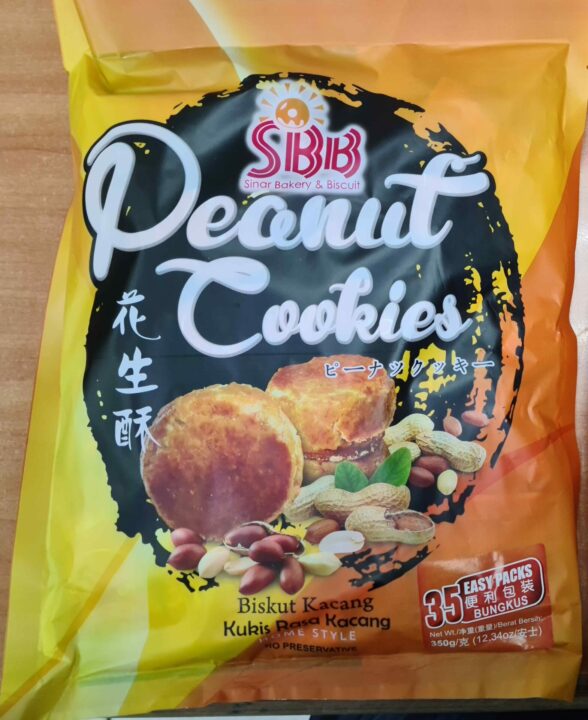 SBB
Sinar Bakery & Biscuit
Peanut
Cookies
花生酥
ピーナツクッキー
Biskut Kacang
Kukis Rasa Kacang
STYLE
NO PRESERVATIVE
35 EASY PACKS
便利包装
BUNGKUS
Net Wt./净重(重量)/Berat Bersih:
350g/克 (12,34oz/安士)